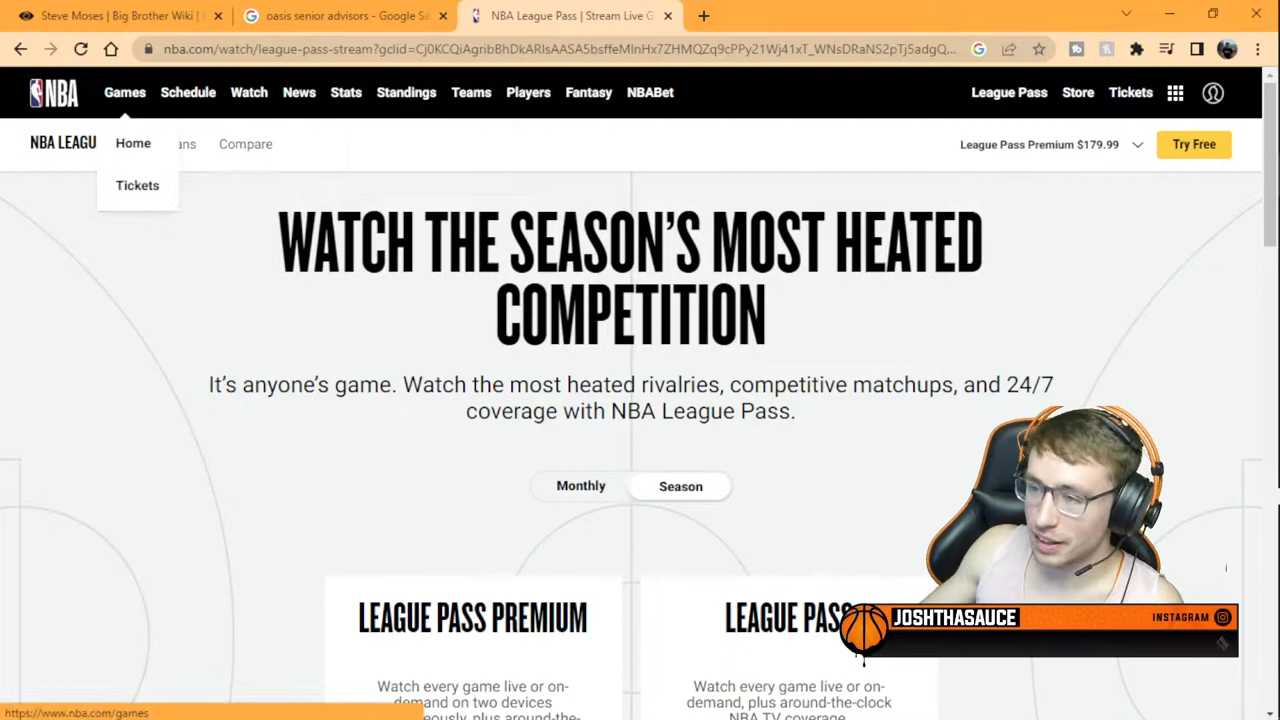 Steve Moses | Big Brother Wiki |
oasis senior advisors - Google Se
NBA League Pass | Stream Live G
nba.com/watch/league-pass-stream?gclid=Cj0KCQiAgribBhDkARIsAASA5bsffeMInHx7ZHMQZq9cPPy21Wj41xT_WNsDRaNS2pTj5adgQ...
NBA Games Schedule Watch News Stats Standings Teams Players Fantasy NBABet League Pass Store Tickets
NBA LEAGU Home ans Compare League Pass Premium $179.99 Try Free
Tickets
WATCH THE SEASON'S MOST HEATED
COMPETITION
It's anyone's game. Watch the most heated rivalries, competitive matchups, and 24/7
coverage with NBA League Pass.
Monthly Season
LEAGUE PASS PREMIUM
Watch every game live or on-
demand on two devices
LEAGUE PASS
Watch every game live or on-
demand, plus around-the-clock
NBA TV coverage
JOSHTHASAUCE INSTAGRAM
https://www.nba.com/games